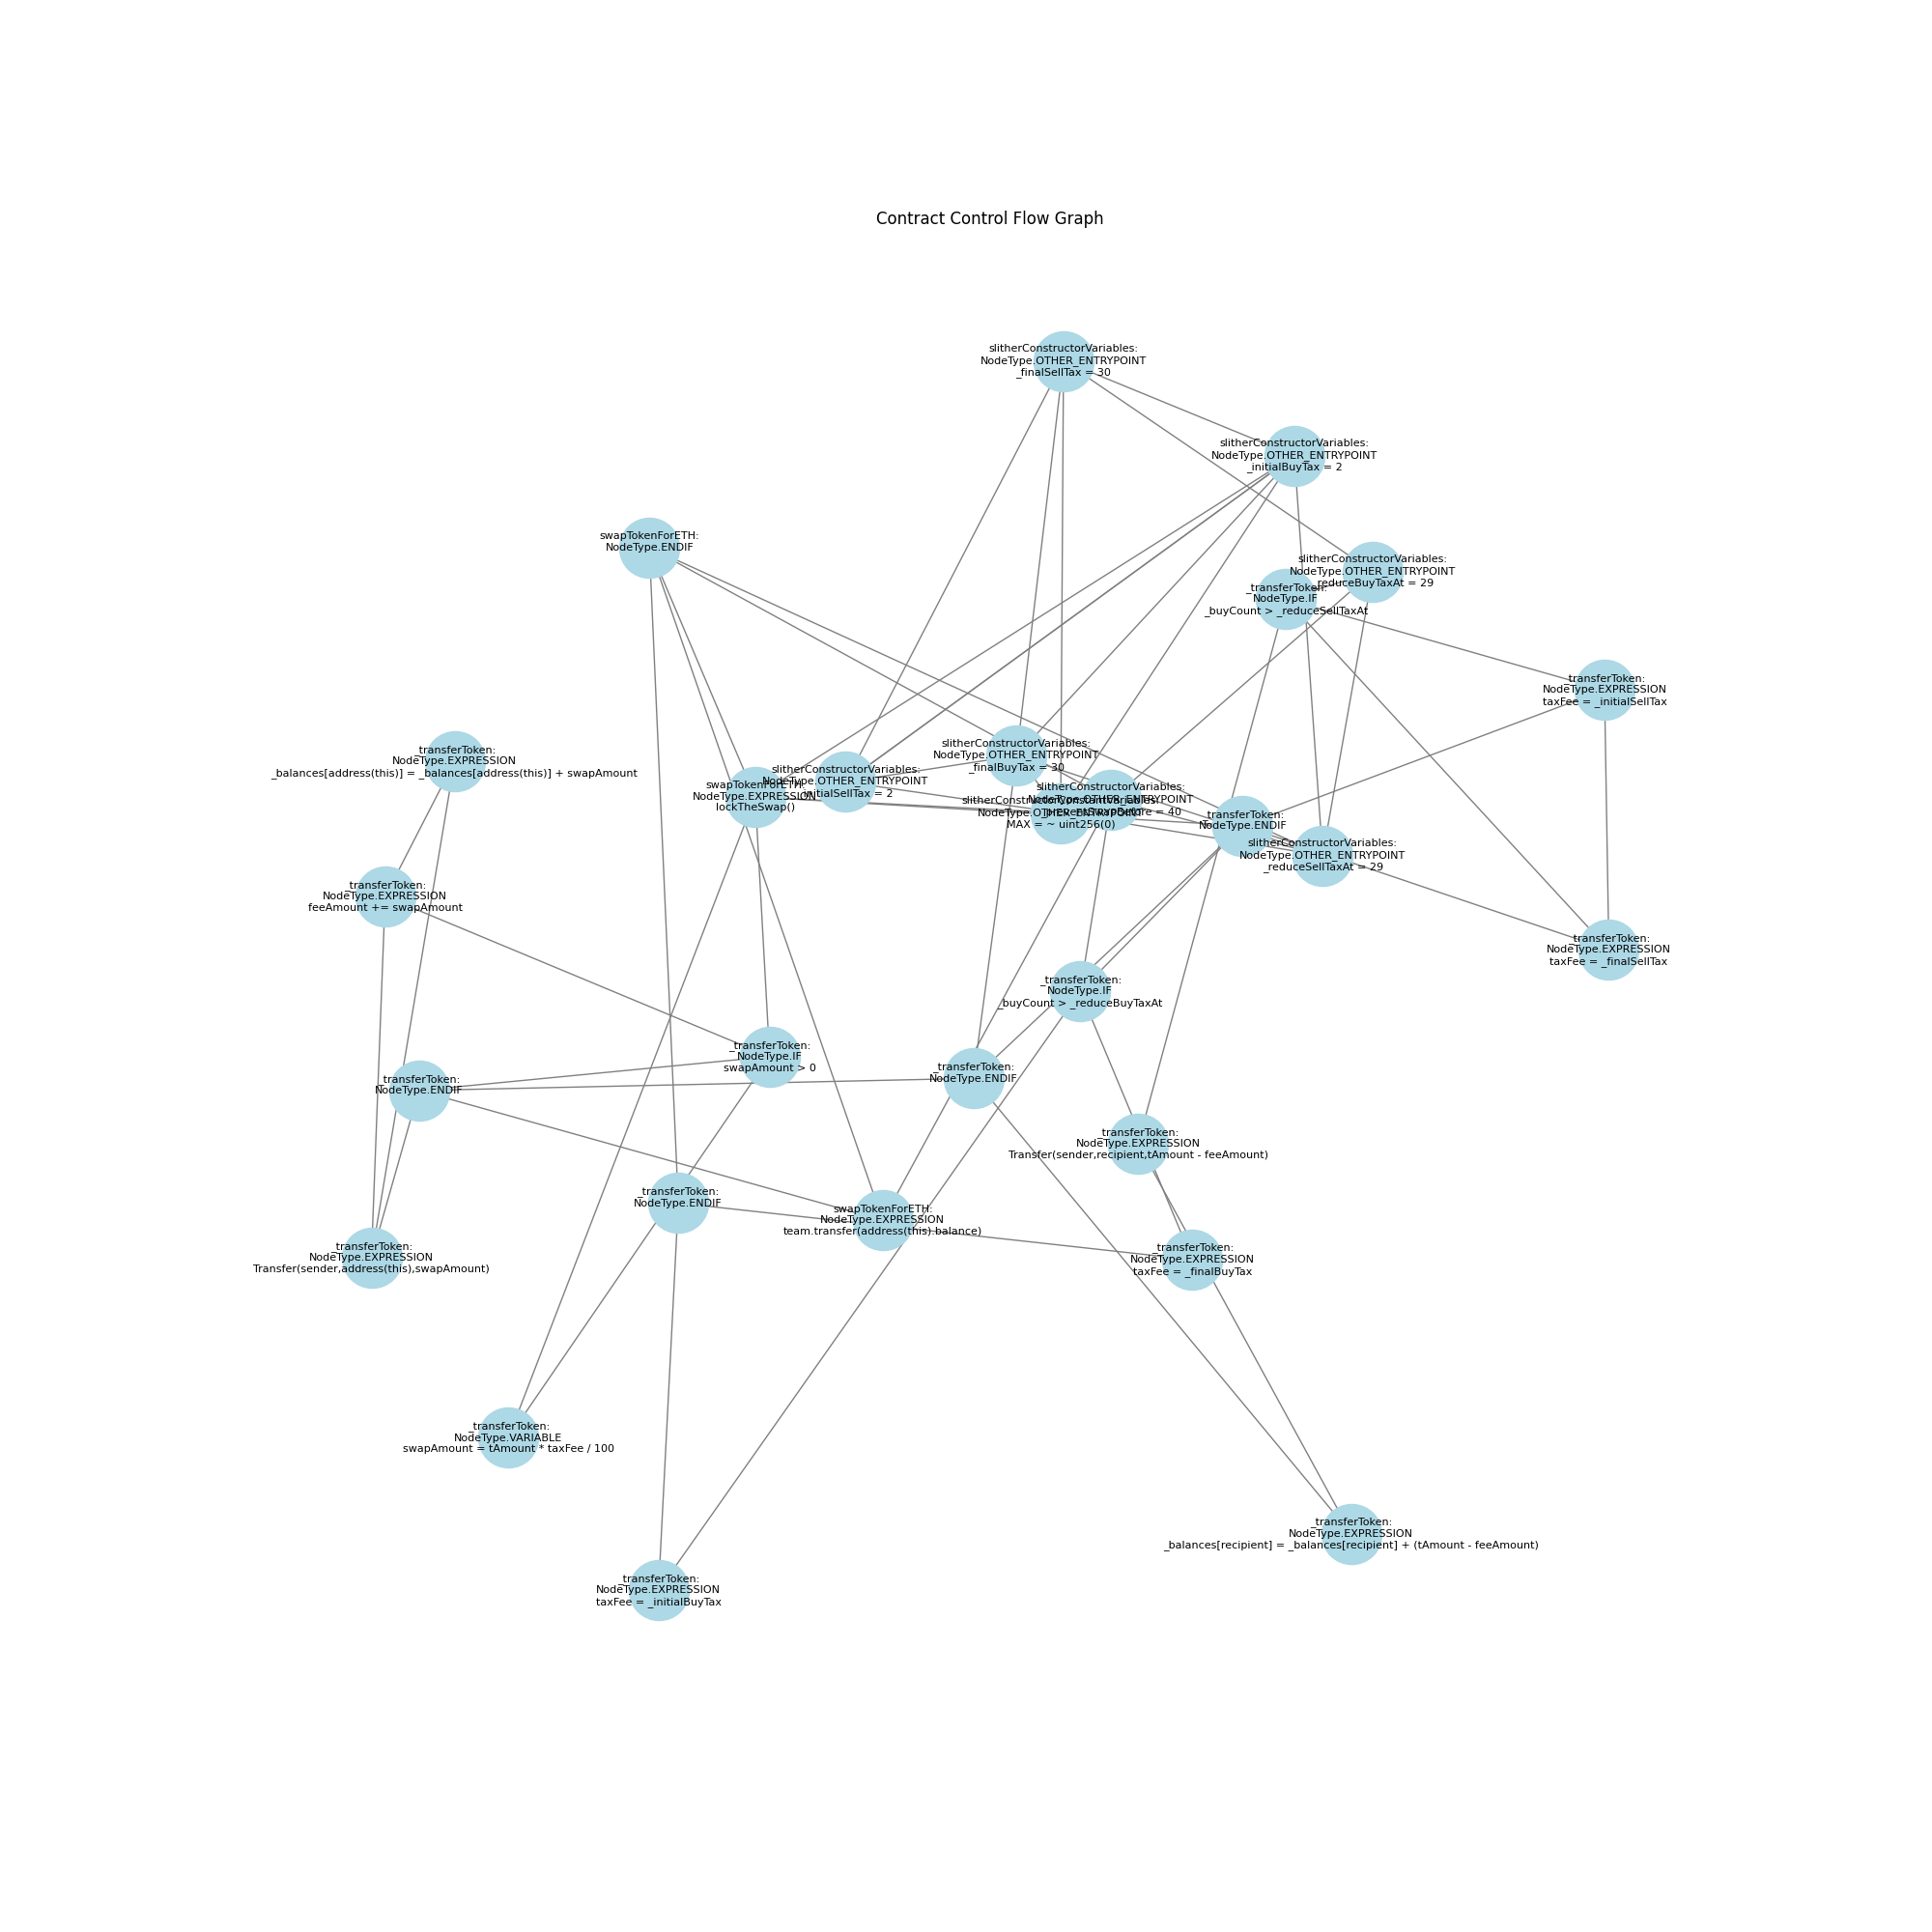 Contract Control Flow Graph
slitherConstructorVariables:
NodeType.OTHER_ENTRYPOINT
_finalSellTax = 30
slitherConstructorVariables:
NodeType.OTHER_ENTRYPOINT
_initialBuyTax = 2
swapTokenForETH:
NodeType.ENDIF
slitherConstructorVariables:
NodeType.OTHER_ENTRYPOINT
_reduceBuyTaxAt = 29
_transferToken:
NodeType.IF
_buyCount > _reduceSellTaxAt
_transferToken:
NodeType.EXPRESSION
taxFee = _initialSellTax
_transferToken:
NodeType.EXPRESSION
_balances[address(this)] = _balances[address(this)] + swapAmount
slitherConstructorVariables:
NodeType.OTHER_ENTRYPOINT
_finalBuyTax = 30
slitherConstructorVariables:
NodeType.OTHER_ENTRYPOINT
_initialSellTax = 2
swapTokenForETH:
NodeType.EXPRESSION
lockTheSwap()
slitherConstructorVariables:
NodeType.OTHER_ENTRYPOINT
= 40
slitherConstructorConstantVariables:
NodeType.OTHER_ENTRYPOINT
MAX = ~ uint256(0)
_transferToken:
NodeType.ENDIF
slitherConstructorVariables:
NodeType.OTHER_ENTRYPOINT
_reduceSellTaxAt = 29
_transferToken:
NodeType.EXPRESSION
feeAmount += swapAmount
_transferToken:
NodeType.EXPRESSION
taxFee = _finalSellTax
_transferToken:
NodeType.IF
_buyCount > _reduceBuyTaxAt
_transferToken:
NodeType.IF
swapAmount > 0
_transferToken:
NodeType.ENDIF
_transferToken:
NodeType.ENDIF
_transferToken:
NodeType.EXPRESSION
Transfer(sender,recipient,tAmount - feeAmount)
_transferToken:
NodeType.ENDIF
swapTokenForETH:
NodeType.EXPRESSION
team.transfer(address(this).balance)
_transferToken:
NodeType.EXPRESSION
Transfer(sender,address(this),swapAmount)
_transferToken:
NodeType.EXPRESSION
taxFee = _finalBuyTax
_transferToken:
NodeType.VARIABLE
swapAmount = tAmount * taxFee / 100
_transferToken:
NodeType.EXPRESSION
_balances[recipient] = _balances[recipient] + (tAmount - feeAmount)
_transferToken:
NodeType.EXPRESSION
taxFee = _initialBuyTax